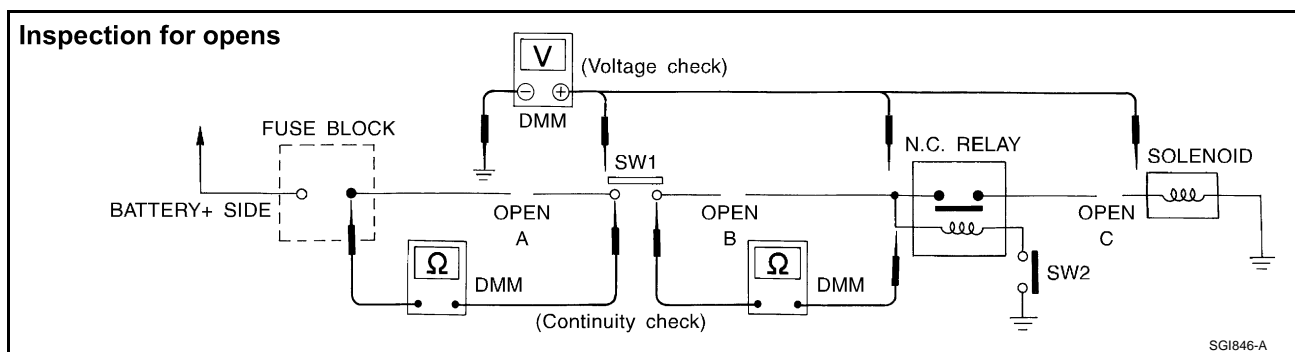 Inspection for opens
V
(Voltage check)
DMM
FUSE BLOCK
N.C. RELAY
SW1
SOLENOID
BATTERY+ SIDE
OPEN
A
OPEN
B
OPEN
C
Ω
DMM
Ω
DMM
SW2
(Continuity check)
SGI846-A